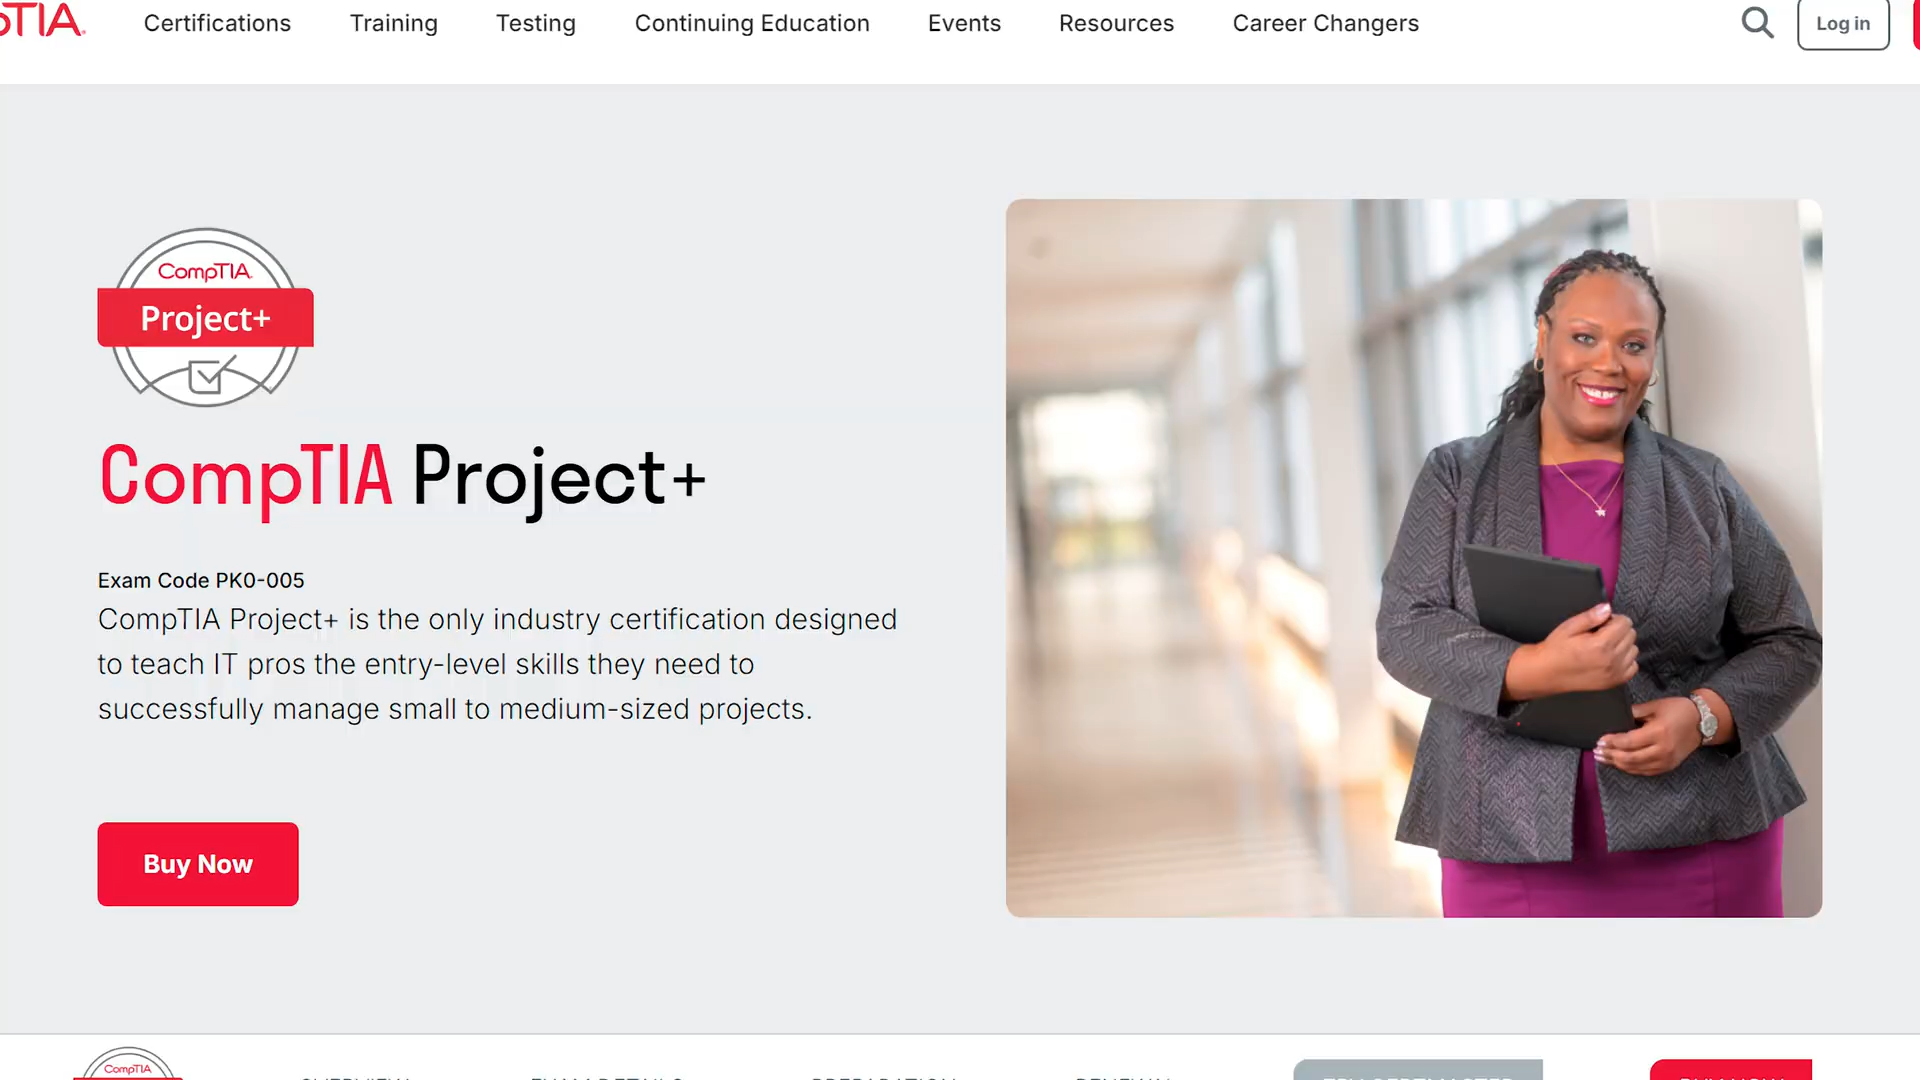 pTIA.
Certifications
Training
Testing
Continuing Education
Events
Resources
Career Changers
Log in
CompTIA
Project+
CompTIA Project+
Exam Code PK0-005
CompTIA Project+ is the only industry certification designed
to teach IT pros the entry-level skills they need to
successfully manage small to medium-sized projects.
Buy Now
CompTIA